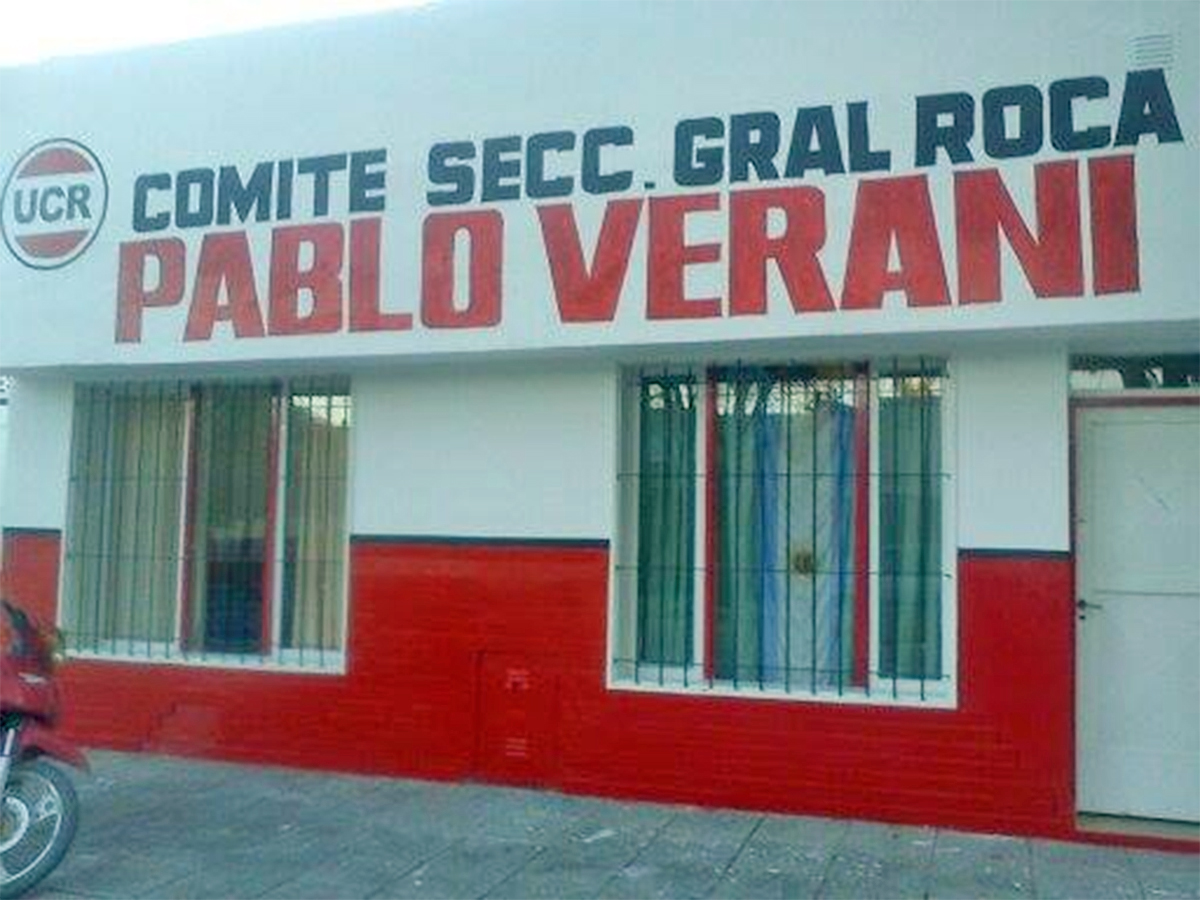 UCR
COMITE SECC. GRAL ROCA
PABLO VERANI